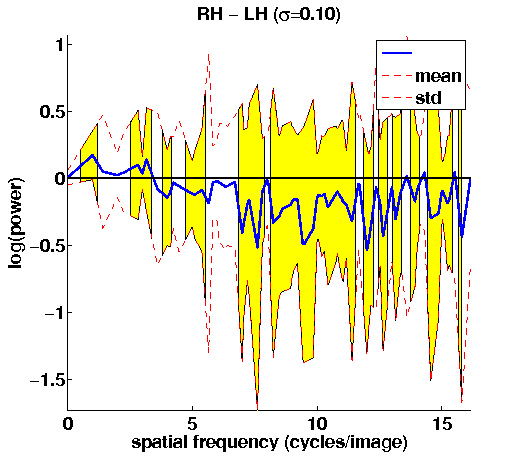 RH − LH (σ=0.10)
mean
std
log(power)
1
0.5
0
−0.5
−1
−1.5
0 5 10 15
spatial frequency (cycles/image)